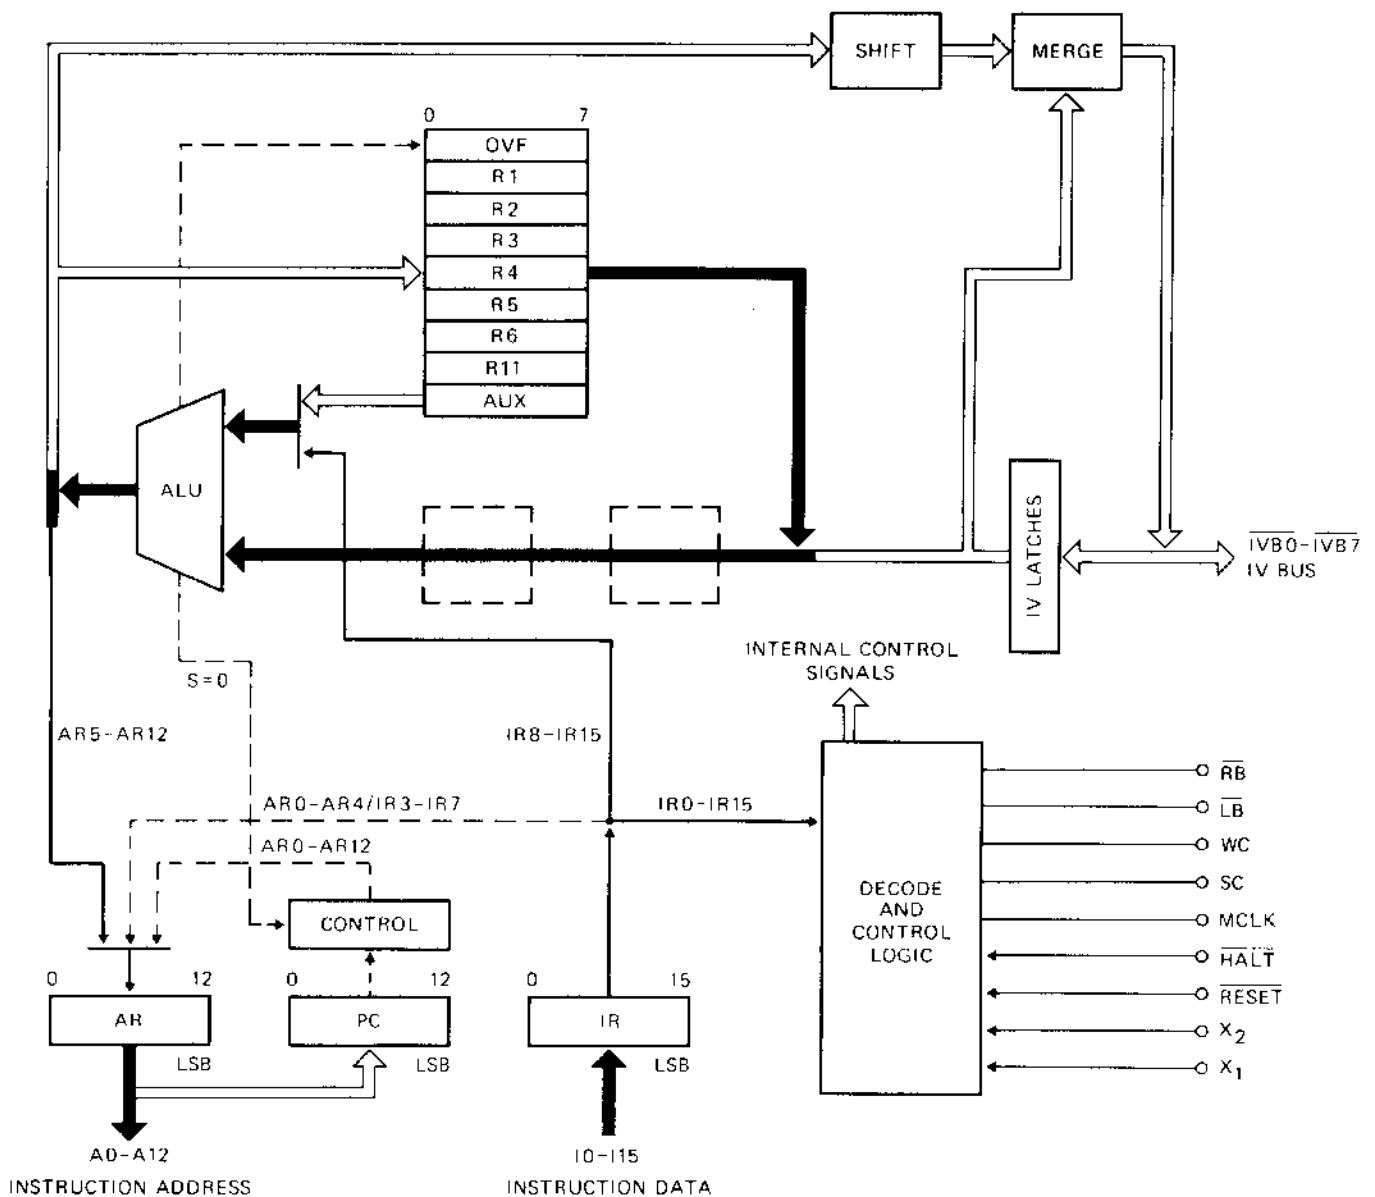 SHIFT
MERGE
0 7
OVF
R1
R2
R3
R4
R5
R6
R11
AUX
ALU
IV LATCHES
IVB0-IVB7
IV BUS
INTERNAL CONTROL
SIGNALS
S=0
AR5-AR12
IR8-IR15
AR0-AR4/IR3-IR7
IR0-IR15
AR0-AR12
DECODE
AND
CONTROL
LOGIC
RB
LB
WC
SC
MCLK
HALT
RESET
X2
X1
CONTROL
0 12
0 12
0 15
AR
PC
IR
LSB
LSB
LSB
A0-A12
INSTRUCTION ADDRESS
I0-I15
INSTRUCTION DATA